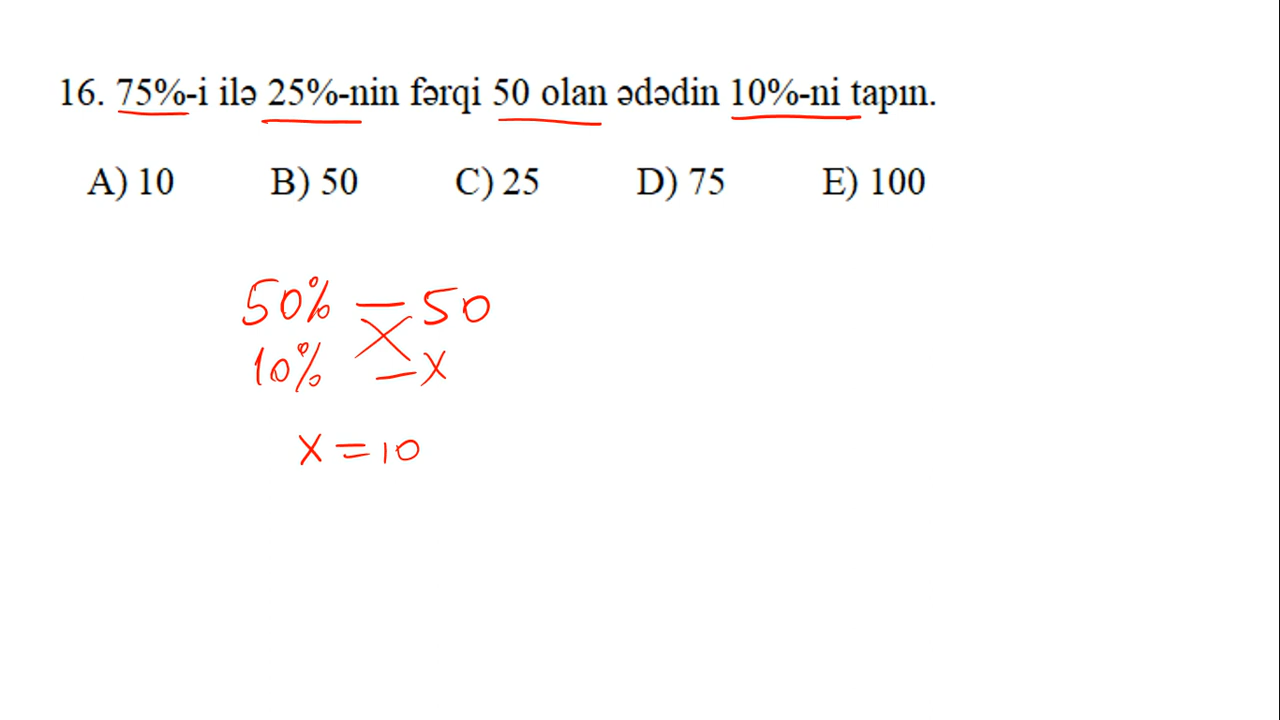 16. 75%-i ilə 25%-nin fərqi 50 olan ədədin 10%-ni tapın.
A) 10 B) 50 C) 25 D) 75 E) 100
50% – 50
10% – x
x = 10